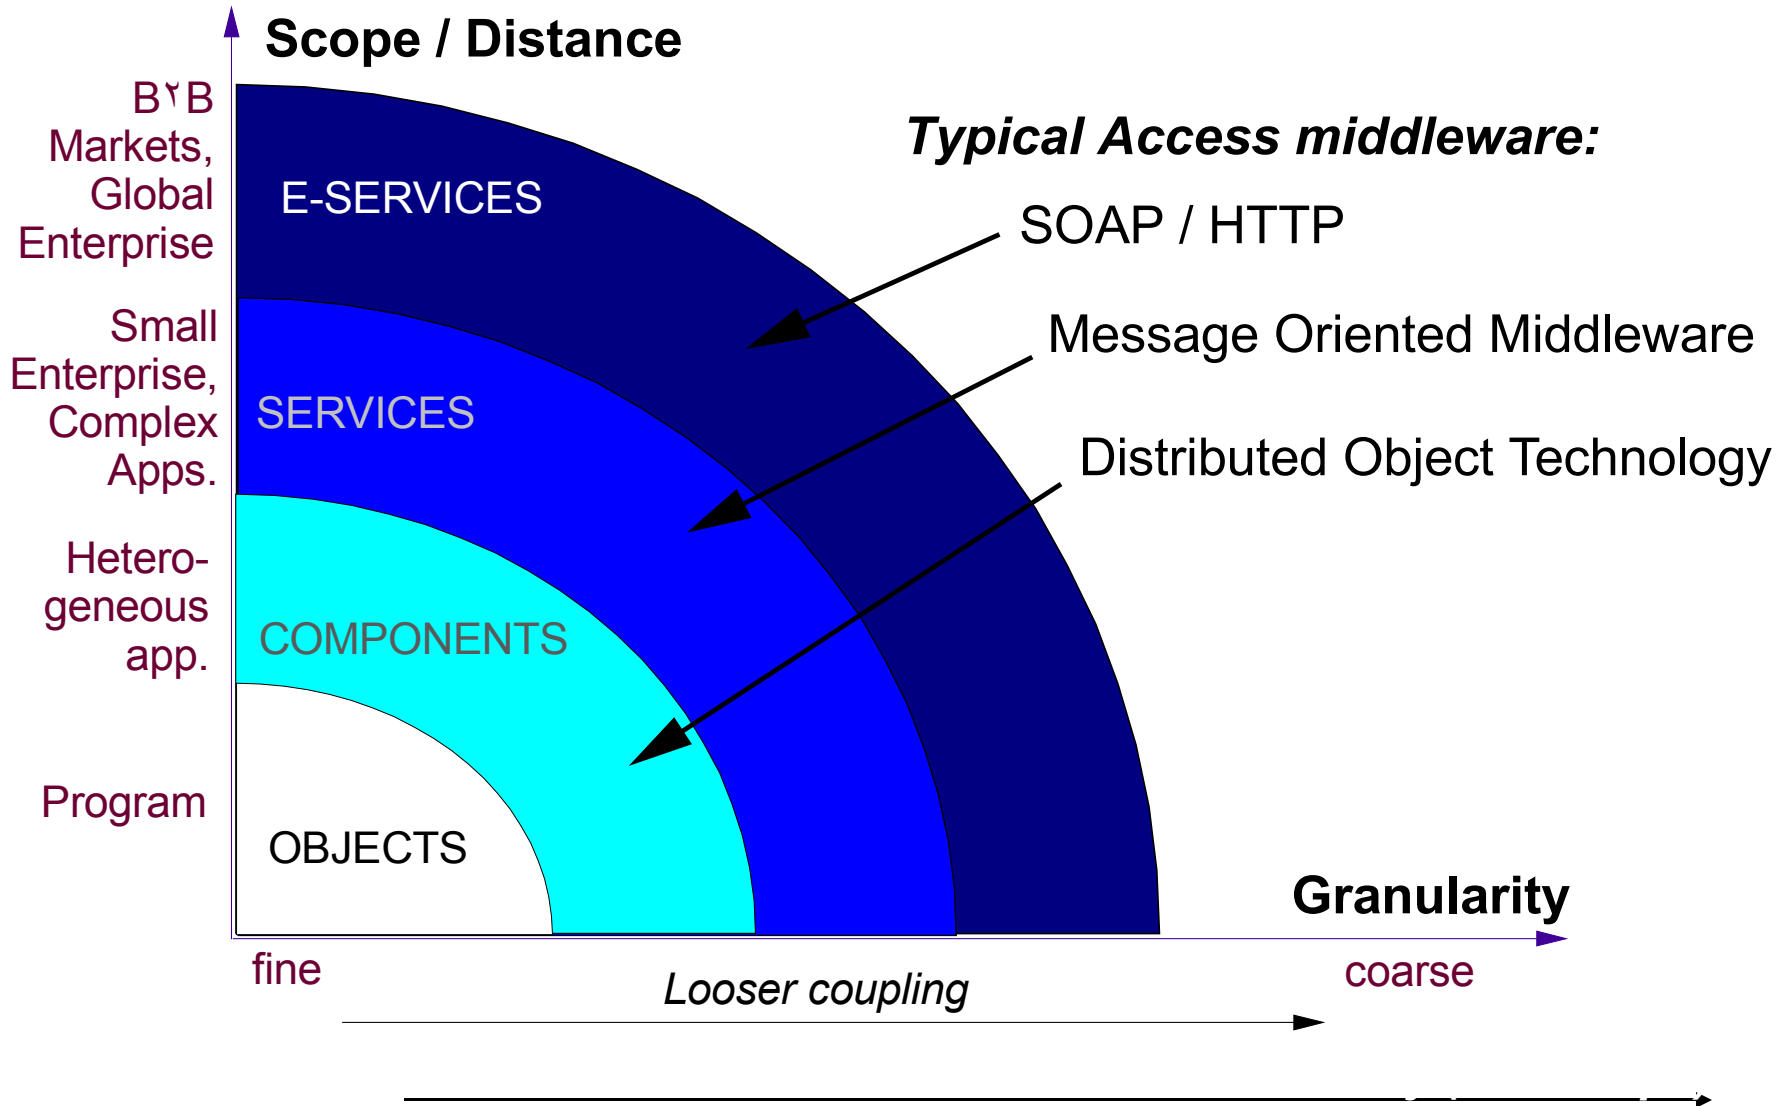 Scope / Distance
B۲B
Markets,
Global
Enterprise
E-SERVICES
Typical Access middleware:
SOAP / HTTP
Small
Enterprise,
Complex
Apps.
SERVICES
Message Oriented Middleware
Distributed Object Technology
Hetero-
geneous
app.
COMPONENTS
Program
OBJECTS
Granularity
fine
coarse
Looser coupling